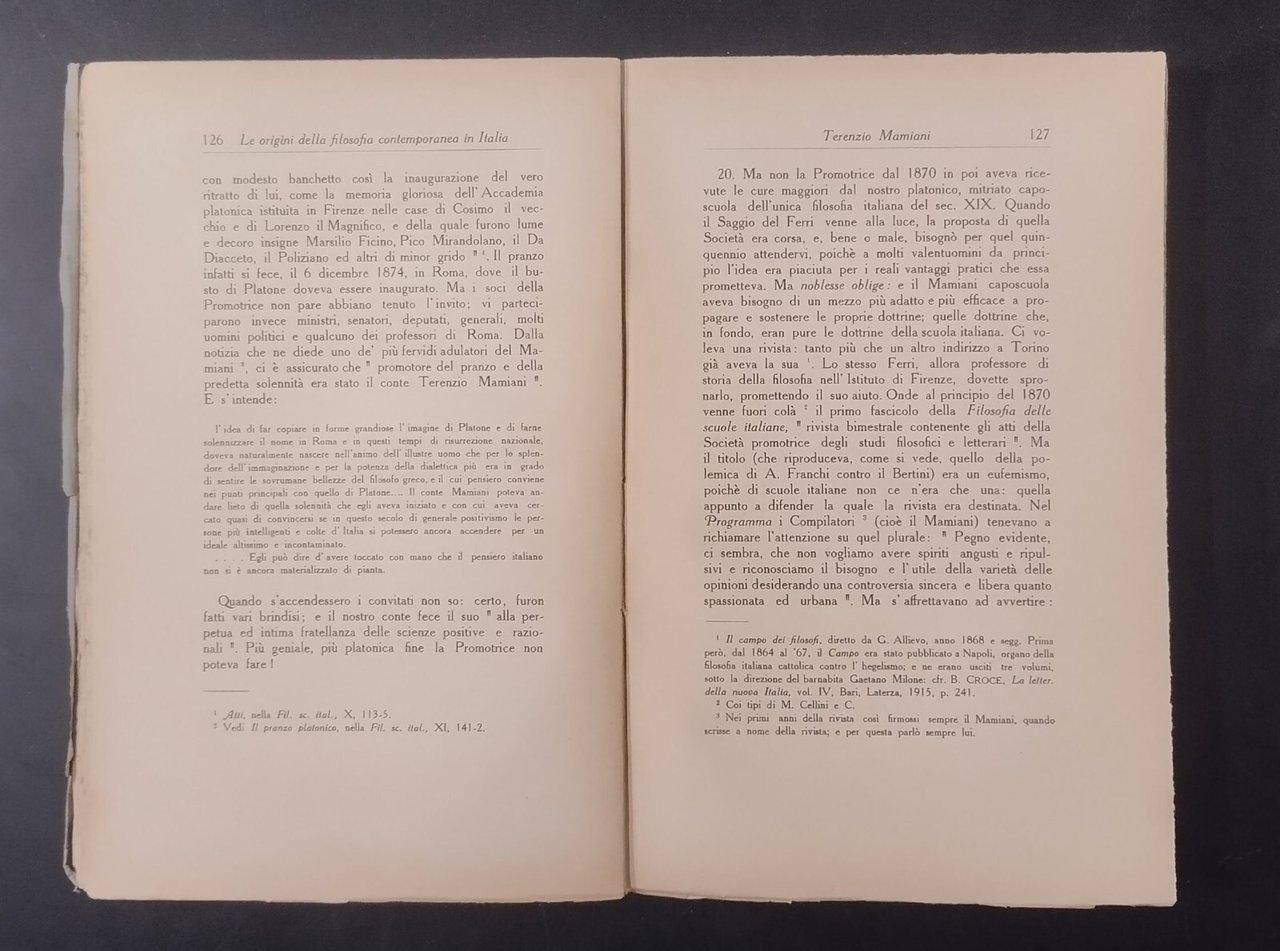 126 Le origini della filosofia contemporanea in Italia
con modesto banchetto così la inaugurazione del vero
ritratto di lui, come la memoria gloriosa dell'Accademia
platonica istituita in Firenze nelle case di Cosimo il vec-
chio e di Lorenzo il Magnifico, e della quale furono lume
e decoro insigne Marsilio Ficino, Pico Mirandolano, il Da
Diacceto, il Poliziano ed altri di minor grido " ¹. Il pranzo
infatti si fece, il 6 dicembre 1874, in Roma, dove il bu-
sto di Platone doveva essere inaugurato. Ma i soci della
Promotrice non pare abbiano tenuto l'invito; vi parteci-
parono invece ministri, senatori, deputati, generali, molti
uomini politici e qualcuno dei professori di Roma. Dalla
notizia che ne diede uno de' più fervidi adulatori del Ma-
miani ², ci è assicurato che " promotore del pranzo e della
predetta solennità era stato il conte Terenzio Mamiani ".
E s'intende:
l'idea di far copiare in forme grandiose l'imagine di Platone e di farne
solennizzare il nome in Roma e in questi tempi di risurrezione nazionale,
doveva naturalmente nascere nell'animo dell'illustre uomo che per lo splen-
dore dell'immaginazione e per la potenza della dialettica più era in grado
di sentire le sovrumane bellezze del filosofo greco, e il cui pensiero conviene
nei punti principali con quello di Platone.... Il conte Mamiani poteva an-
dare lieto di quella solennità che egli aveva iniziato e con cui aveva cer-
cato quasi di convincersi se in questo secolo di generale positivismo le per-
sone più intelligenti e colte d'Italia si potessero ancora accendere per un
ideale altissimo e incontaminato.
. . . . Egli può dire d'avere toccato con mano che il pensiero italiano
non si è ancora materializzato di pianta.
Quando s'accendessero i convitati non so: certo, furon
fatti vari brindisi; e il nostro conte fece il suo " alla per-
petua ed intima fratellanza delle scienze positive e razio-
nali ". Più geniale, più platonica fine la Promotrice non
poteva fare!
¹ Atti, nella Fil. sc. ital., X, 113-5.
² Vedi Il pranzo platonico, nella Fil. sc. ital., XI, 141-2.
Terenzio Mamiani 127
20. Ma non la Promotrice dal 1870 in poi aveva rice-
vute le cure maggiori dal nostro platonico, mitriato capo-
scuola dell'unica filosofia italiana del sec. XIX. Quando
il Saggio del Ferri venne alla luce, la proposta di quella
Società era corsa, e, bene o male, bisognò per quel quin-
quennio attendervi, poichè a molti valentuomini da princi-
pio l'idea era piaciuta per i reali vantaggi pratici che essa
prometteva. Ma noblesse oblige: e il Mamiani caposcuola
aveva bisogno di un mezzo più adatto e più efficace a pro-
pagare e sostenere le proprie dottrine; quelle dottrine che,
in fondo, eran pure le dottrine della scuola italiana. Ci vo-
leva una rivista: tanto più che un altro indirizzo a Torino
già aveva la sua ¹. Lo stesso Ferri, allora professore di
storia della filosofia nell'Istituto di Firenze, dovette spro-
narlo, promettendo il suo aiuto. Onde al principio del 1870
venne fuori colà ² il primo fascicolo della Filosofia delle
scuole italiane, " rivista bimestrale contenente gli atti della
Società promotrice degli studi filosofici e letterari ". Ma
il titolo (che riproduceva, come si vede, quello della po-
lemica di A. Franchi contro il Bertini) era un eufemismo,
poichè di scuole italiane non ce n'era che una: quella
appunto a difender la quale la rivista era destinata. Nel
Programma i Compilatori ³ (cioè il Mamiani) tenevano a
richiamare l'attenzione su quel plurale: " Pegno evidente,
ci sembra, che non vogliamo avere spiriti angusti e ripul-
sivi e riconosciamo il bisogno e l'utile della varietà delle
opinioni desiderando una controversia sincera e libera quanto
spassionata ed urbana ". Ma s'affrettavano ad avvertire:
¹ Il campo dei filosofi, diretto da G. Allievo, anno 1868 e segg. Prima
però, dal 1864 al '67, il Campo era stato pubblicato a Napoli, organo della
filosofia italiana cattolica contro l'hegelismo; e ne erano usciti tre volumi,
sotto la direzione del barnabita Gaetano Milone: cfr. B. CROCE, La letter.
della nuova Italia, vol. IV, Bari, Laterza, 1915, p. 241.
² Coi tipi di M. Cellini e C.
³ Nei primi anni della rivista così firmossi sempre il Mamiani, quando
scrisse a nome della rivista; e per questa parlò sempre lui.